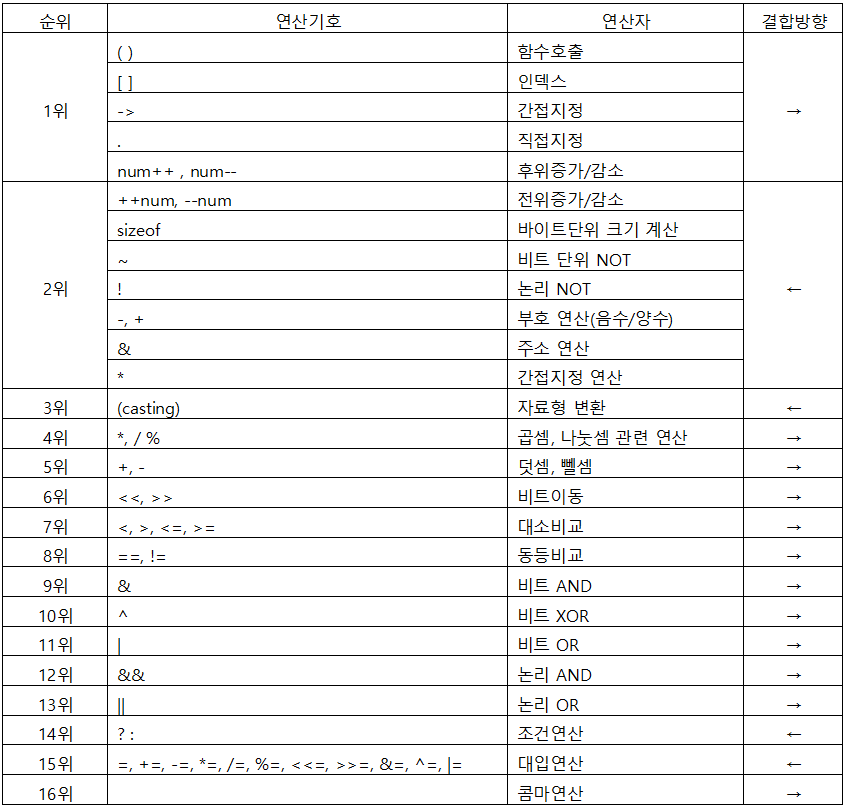 순위 연산기호 연산자 결합방향
1위 ( ) 함수호출 →
[ ] 인덱스
-> 간접지정
. 직접지정
num++ , num-- 후위증가/감소
2위 ++num, --num 전위증가/감소 ←
sizeof 바이트단위 크기 계산
~ 비트 단위 NOT
! 논리 NOT
-, + 부호 연산(음수/양수)
& 주소 연산
* 간접지정 연산
3위 (casting) 자료형 변환 ←
4위 *, / % 곱셈, 나눗셈 관련 연산 →
5위 +, - 덧셈, 뺄셈 →
6위 <<, >> 비트이동 →
7위 <, >, <=, >= 대소비교 →
8위 ==, != 동등비교 →
9위 & 비트 AND →
10위 ^ 비트 XOR →
11위 | 비트 OR →
12위 && 논리 AND →
13위 || 논리 OR →
14위 ? : 조건연산 ←
15위 =, +=, -=, *=, /=, %=, <<=, >>=, &=, ^=, |= 대입연산 ←
16위 콤마연산 →